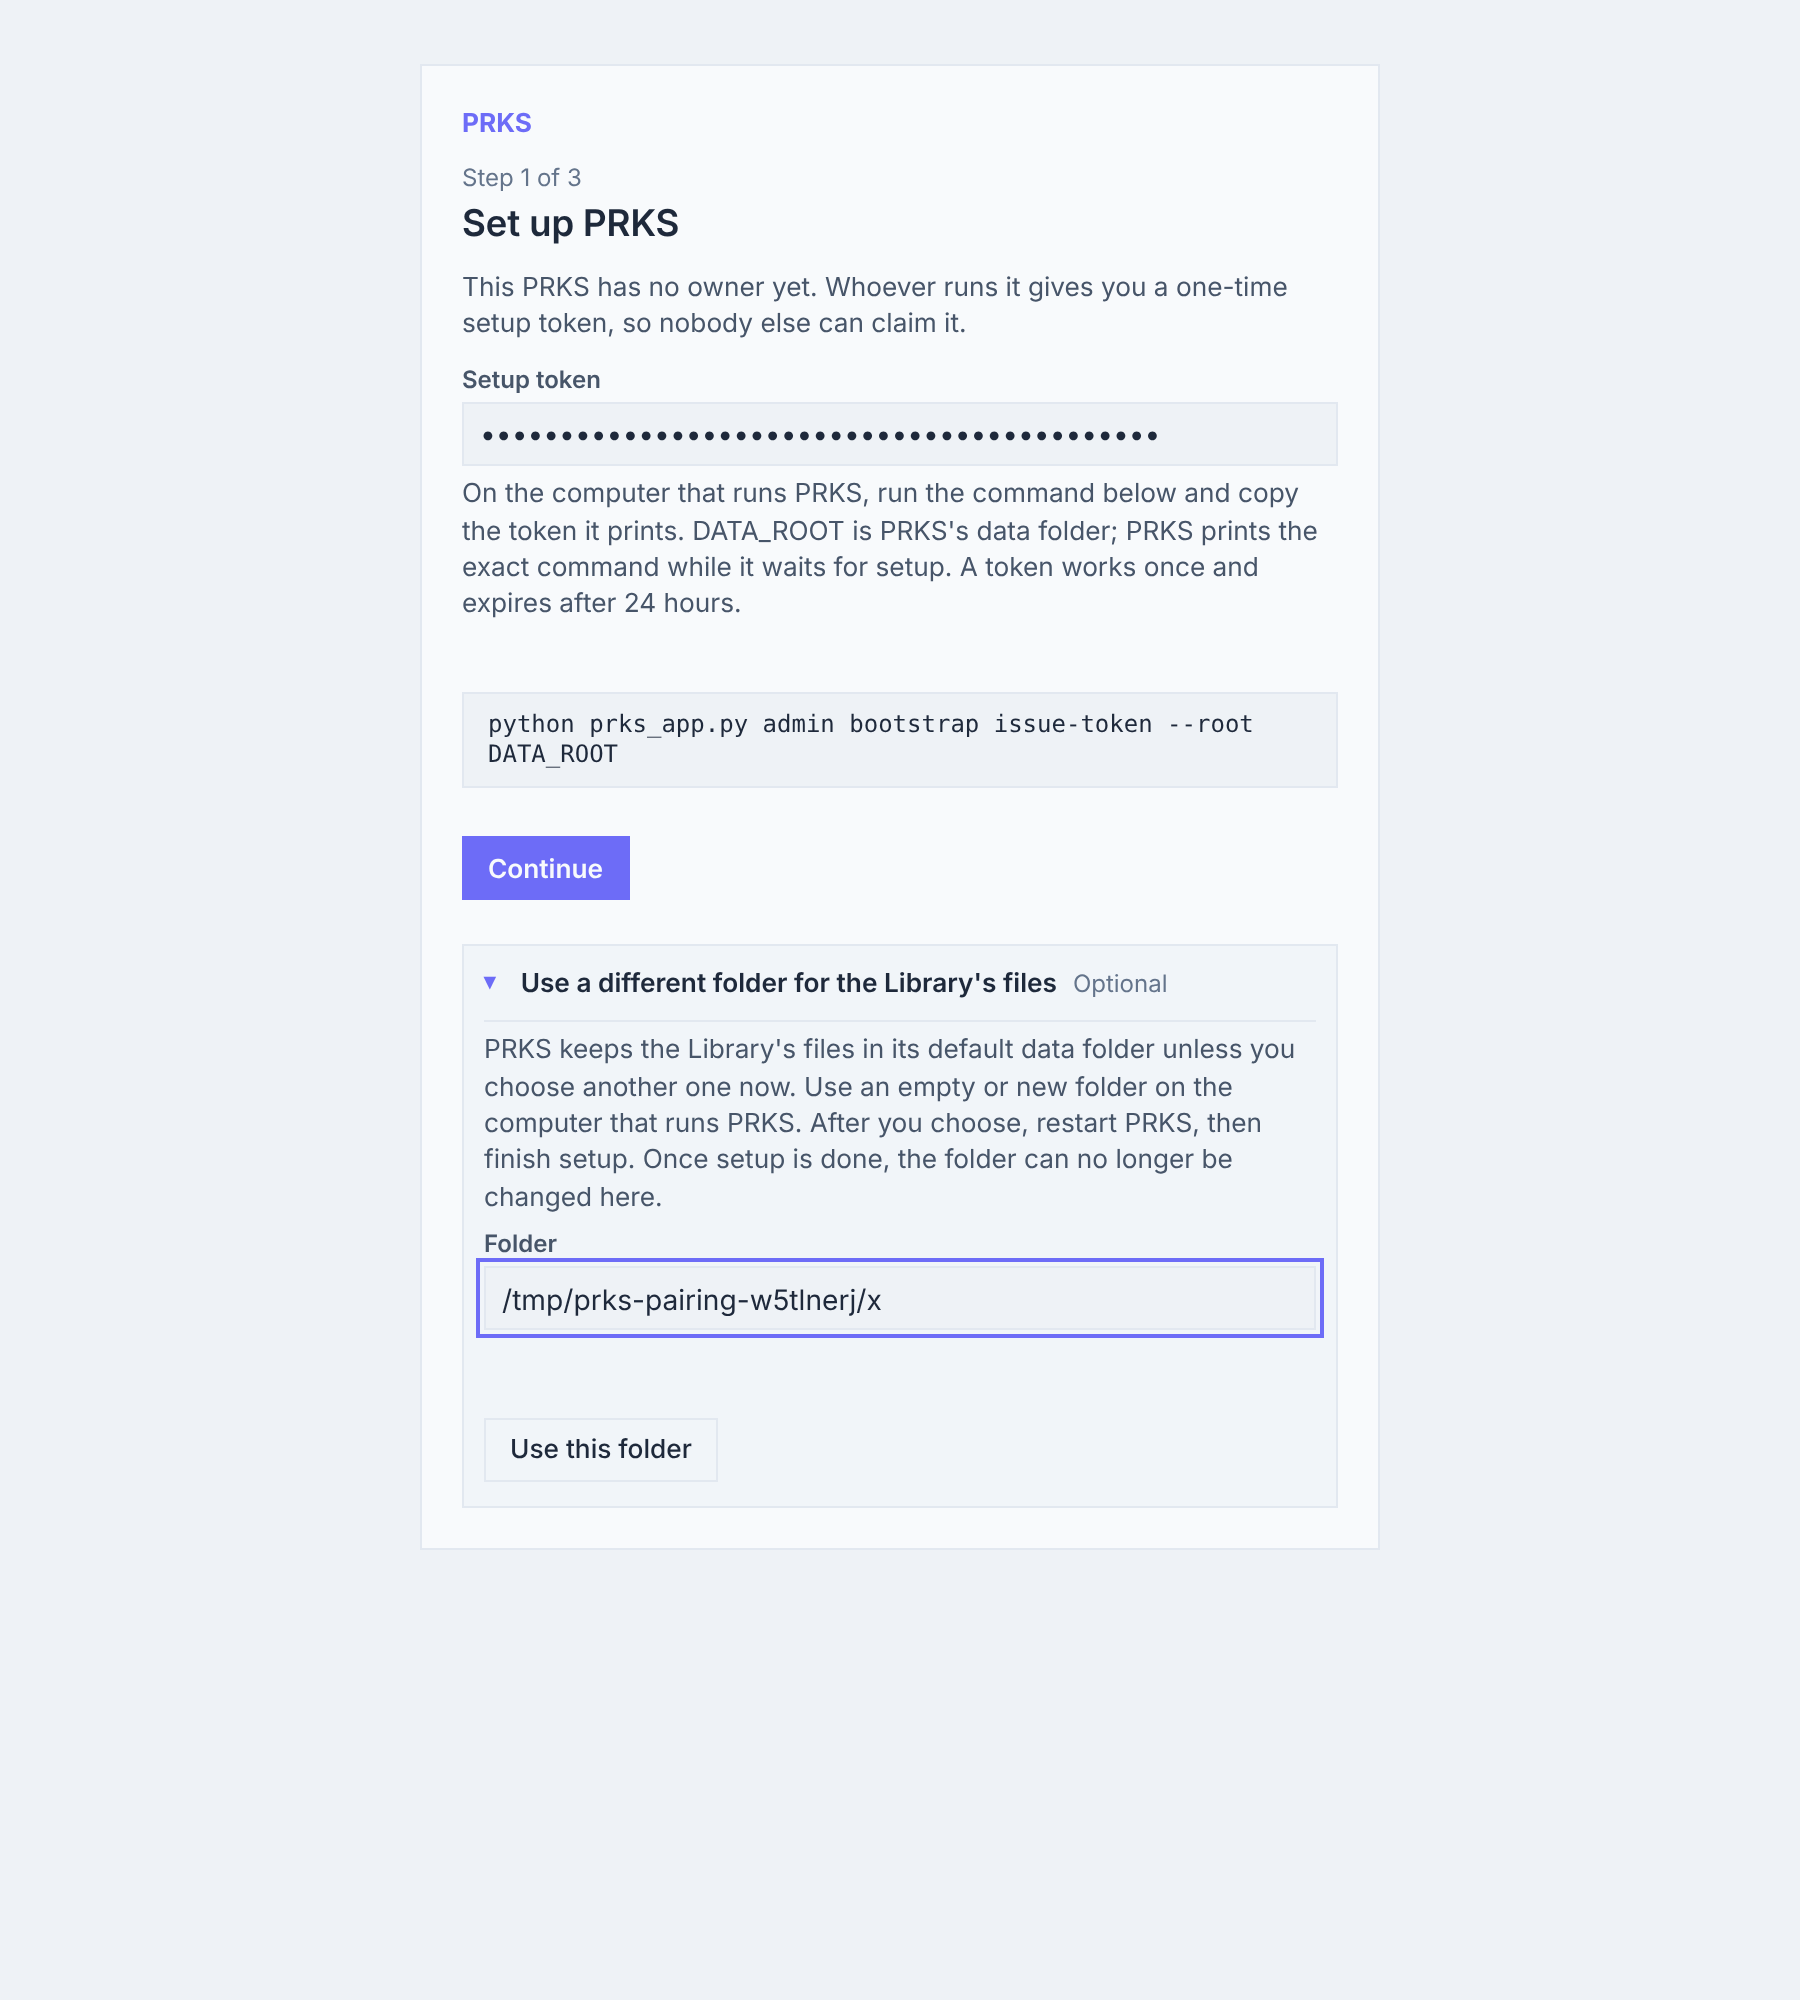 PRKS
Step 1 of 3
Set up PRKS
This PRKS has no owner yet. Whoever runs it gives you a one-time
setup token, so nobody else can claim it.
Setup token
•••••••••••••••••••••••••••••••••••••••••••
On the computer that runs PRKS, run the command below and copy
the token it prints. DATA_ROOT is PRKS's data folder; PRKS prints the
exact command while it waits for setup. A token works once and
expires after 24 hours.
python prks_app.py admin bootstrap issue-token --root
DATA_ROOT
Continue
▼ Use a different folder for the Library's files Optional
PRKS keeps the Library's files in its default data folder unless you
choose another one now. Use an empty or new folder on the
computer that runs PRKS. After you choose, restart PRKS, then
finish setup. Once setup is done, the folder can no longer be
changed here.
Folder
/tmp/prks-pairing-w5tlnerj/x
Use this folder